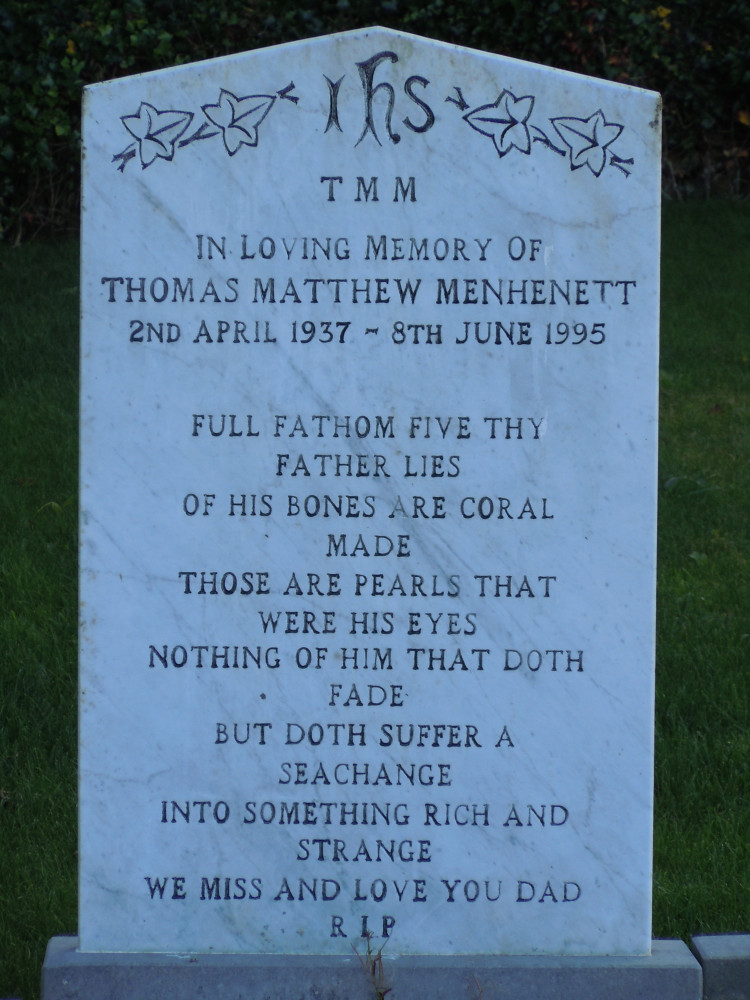 ihs
T M M
IN LOVING MEMORY OF
THOMAS MATTHEW MENHENETT
2ND APRIL 1937 ~ 8TH JUNE 1995
FULL FATHOM FIVE THY
FATHER LIES
OF HIS BONES ARE CORAL
MADE
THOSE ARE PEARLS THAT
WERE HIS EYES
NOTHING OF HIM THAT DOTH
FADE
BUT DOTH SUFFER A
SEACHANGE
INTO SOMETHING RICH AND
STRANGE
WE MISS AND LOVE YOU DAD
R I P